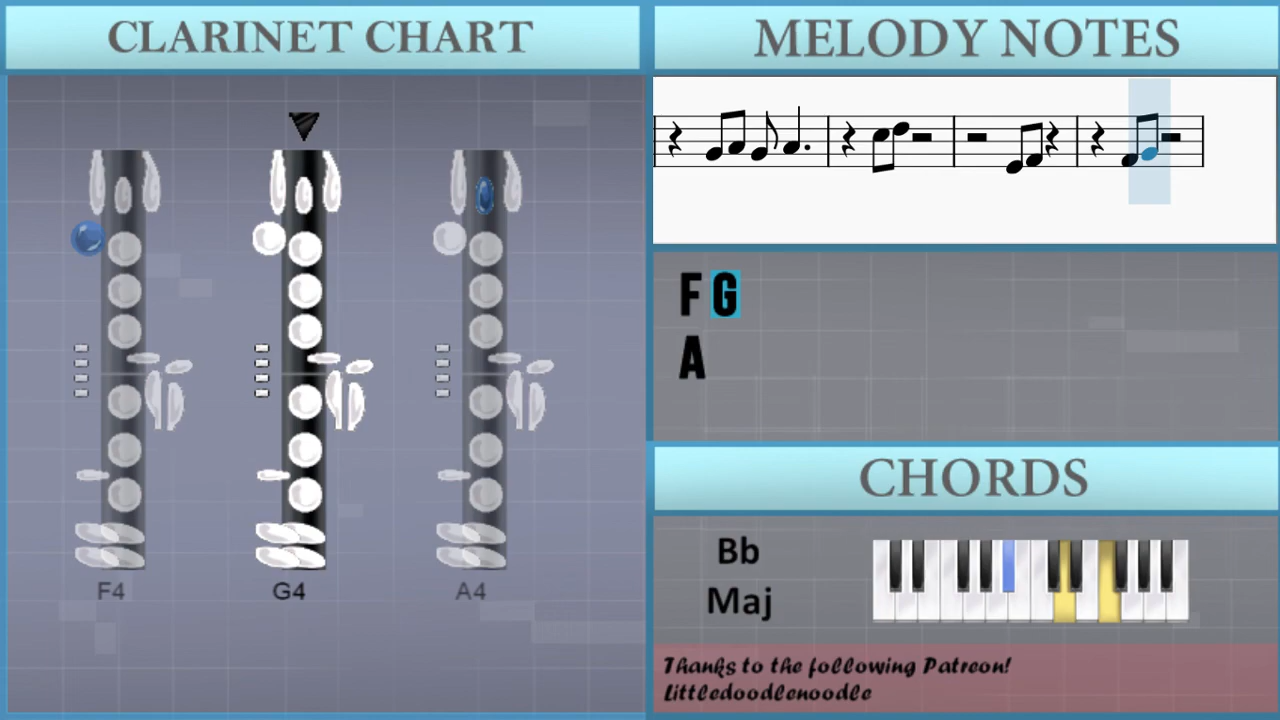 CLARINET CHART
F4 G4 A4
MELODY NOTES
F G
A
CHORDS
Bb
Maj
Thanks to the following Patreon!
Littledoodlenoodle